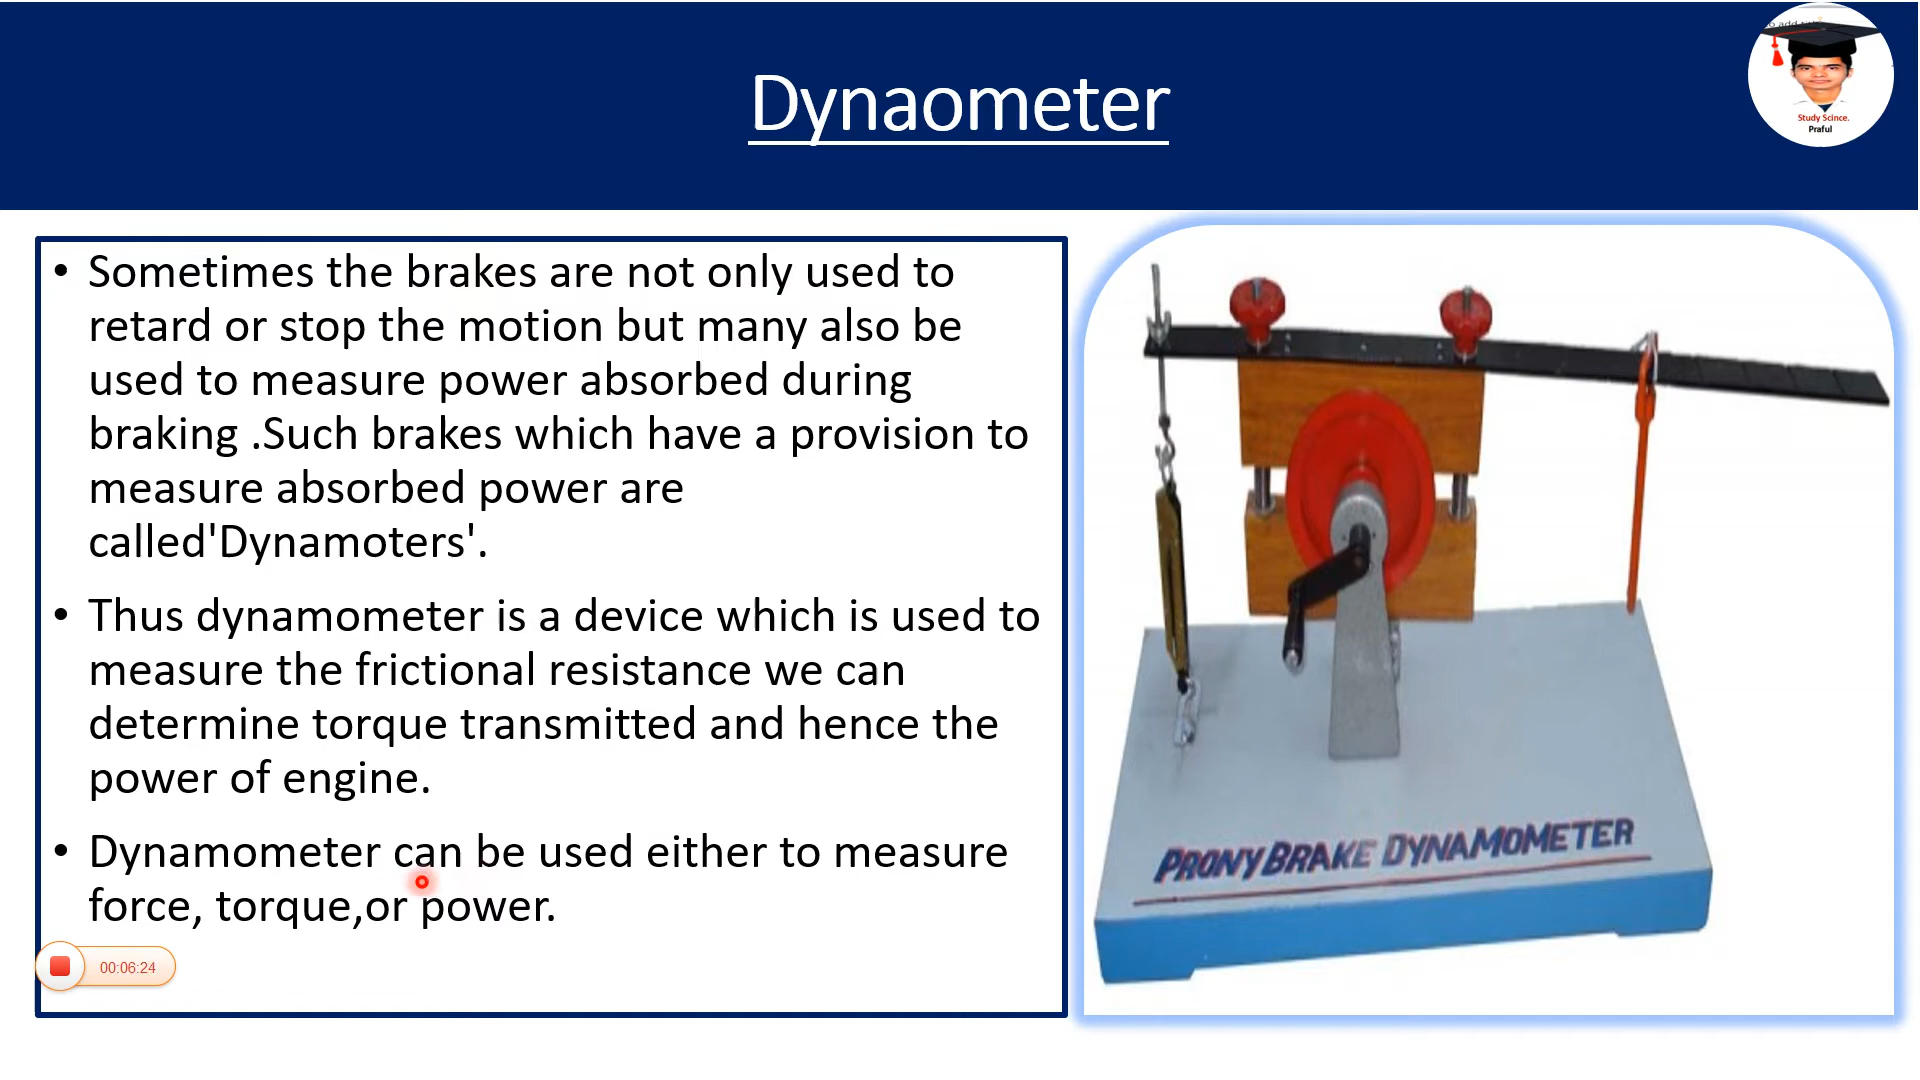 Dynaometer
Study Scince.
Praful
• Sometimes the brakes are not only used to
retard or stop the motion but many also be
used to measure power absorbed during
braking .Such brakes which have a provision to
measure absorbed power are
called'Dynamoters'.
• Thus dynamometer is a device which is used to
measure the frictional resistance we can
determine torque transmitted and hence the
power of engine.
• Dynamometer can be used either to measure
force, torque,or power.
00:06:24
PRONY BRAKE DYNAMOMETER